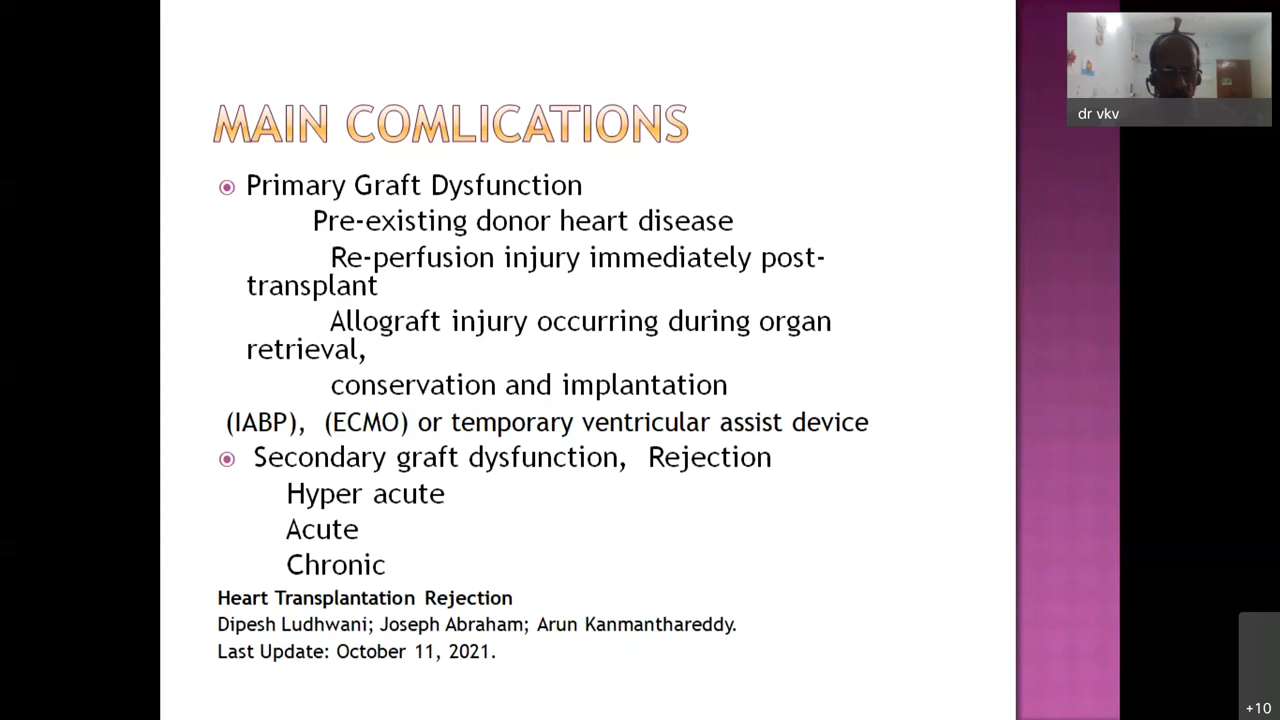 MAIN COMLICATIONS
Primary Graft Dysfunction
Pre-existing donor heart disease
Re-perfusion injury immediately post-
transplant
Allograft injury occurring during organ
retrieval,
conservation and implantation
(IABP), (ECMO) or temporary ventricular assist device
Secondary graft dysfunction, Rejection
Hyper acute
Acute
Chronic
Heart Transplantation Rejection
Dipesh Ludhwani; Joseph Abraham; Arun Kanmanthareddy.
Last Update: October 11, 2021.
dr vkv
+10